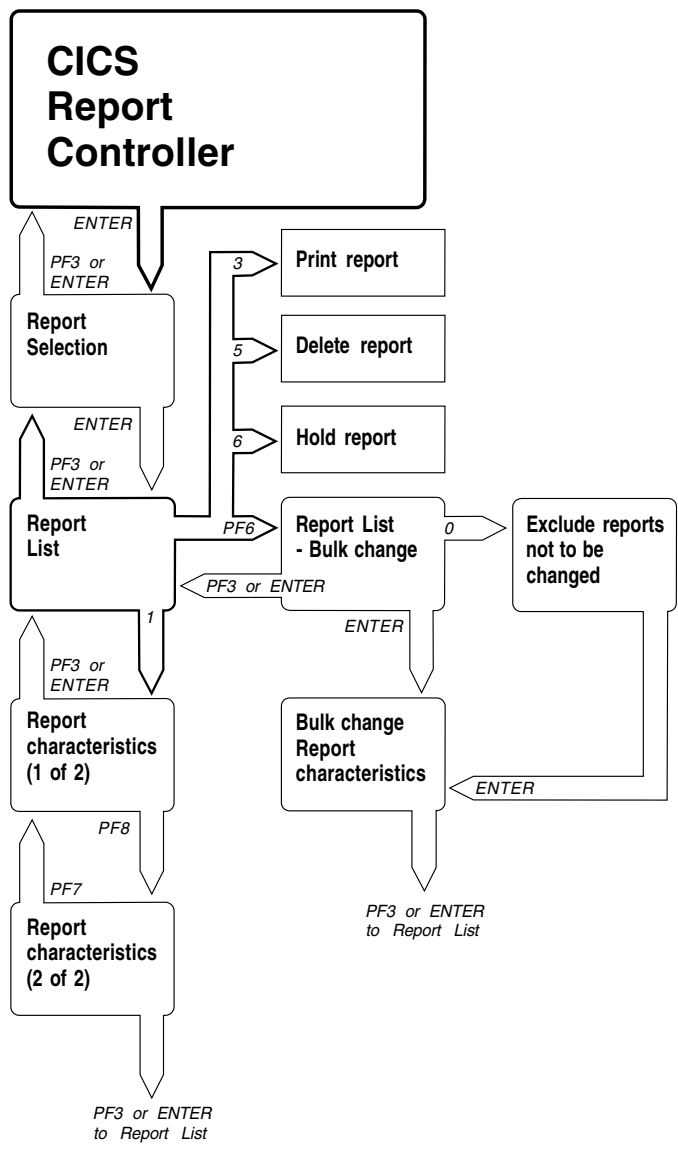 CICS
Report
Controller
ENTER
PF3 or
ENTER
Report
Selection
3
Print report
5
Delete report
6
Hold report
ENTER
PF3 or
ENTER
Report
List
PF6
Report List
- Bulk change
0
Exclude reports
not to be
changed
PF3 or ENTER
1
ENTER
PF3 or
ENTER
Report
characteristics
(1 of 2)
Bulk change
Report
characteristics
ENTER
PF8
PF7
Report
characteristics
(2 of 2)
PF3 or ENTER
to Report List
PF3 or ENTER
to Report List